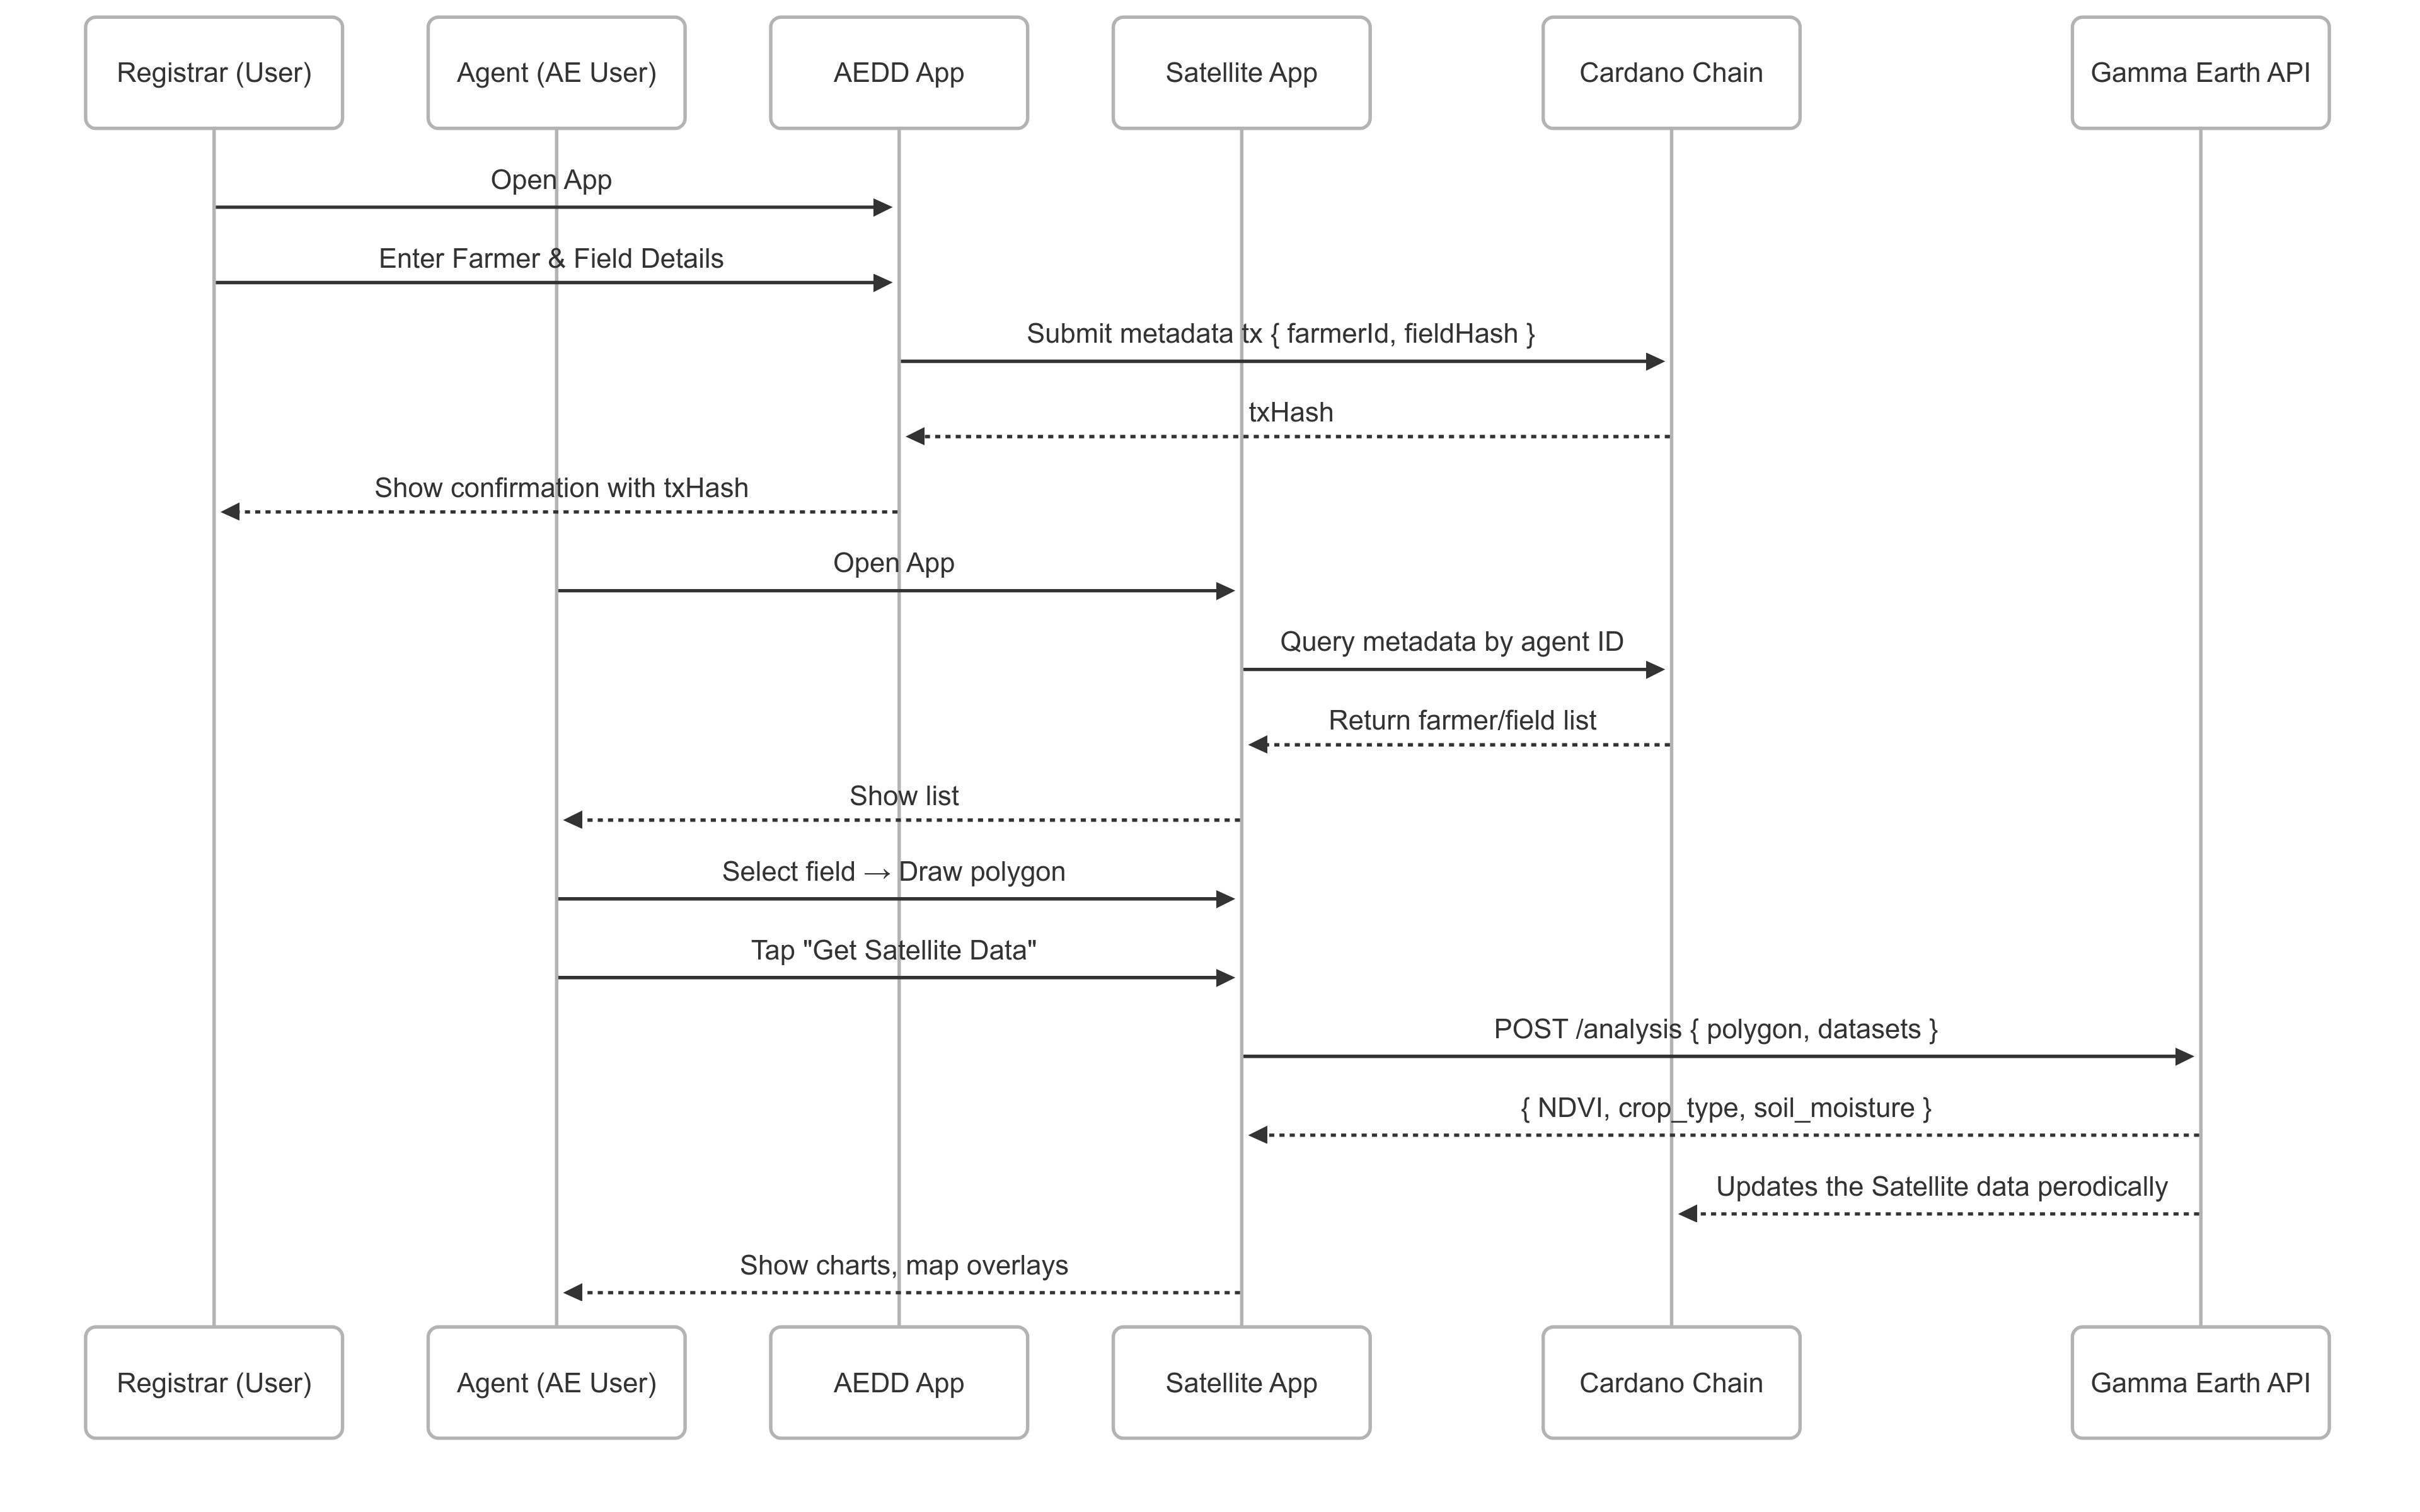 Registrar (User)
Agent (AE User)
AEDD App
Satellite App
Cardano Chain
Gamma Earth API
Open App
Enter Farmer & Field Details
Submit metadata tx { farmerId, fieldHash }
txHash
Show confirmation with txHash
Open App
Query metadata by agent ID
Return farmer/field list
Show list
Select field → Draw polygon
Tap "Get Satellite Data"
POST /analysis { polygon, datasets }
{ NDVI, crop_type, soil_moisture }
Updates the Satellite data perodically
Show charts, map overlays
Registrar (User)
Agent (AE User)
AEDD App
Satellite App
Cardano Chain
Gamma Earth API